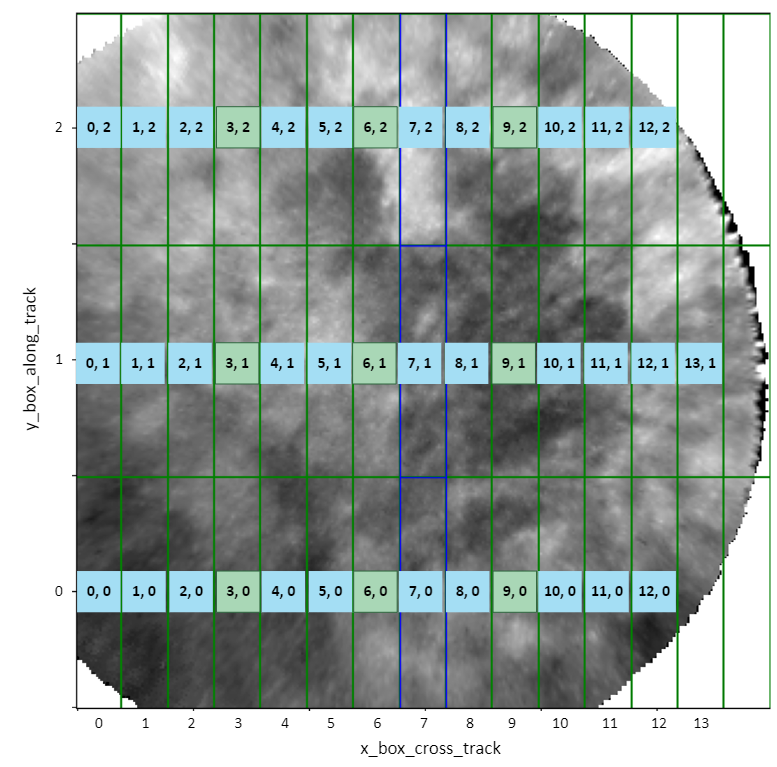 2
0, 2 1, 2 2, 2 3, 2 4, 2 5, 2 6, 2 7, 2 8, 2 9, 2 10, 2 11, 2 12, 2
y_box_along_track
1
0, 1 1, 1 2, 1 3, 1 4, 1 5, 1 6, 1 7, 1 8, 1 9, 1 10, 1 11, 1 12, 1 13, 1
0
0, 0 1, 0 2, 0 3, 0 4, 0 5, 0 6, 0 7, 0 8, 0 9, 0 10, 0 11, 0 12, 0
0 1 2 3 4 5 6 7 8 9 10 11 12 13
x_box_cross_track